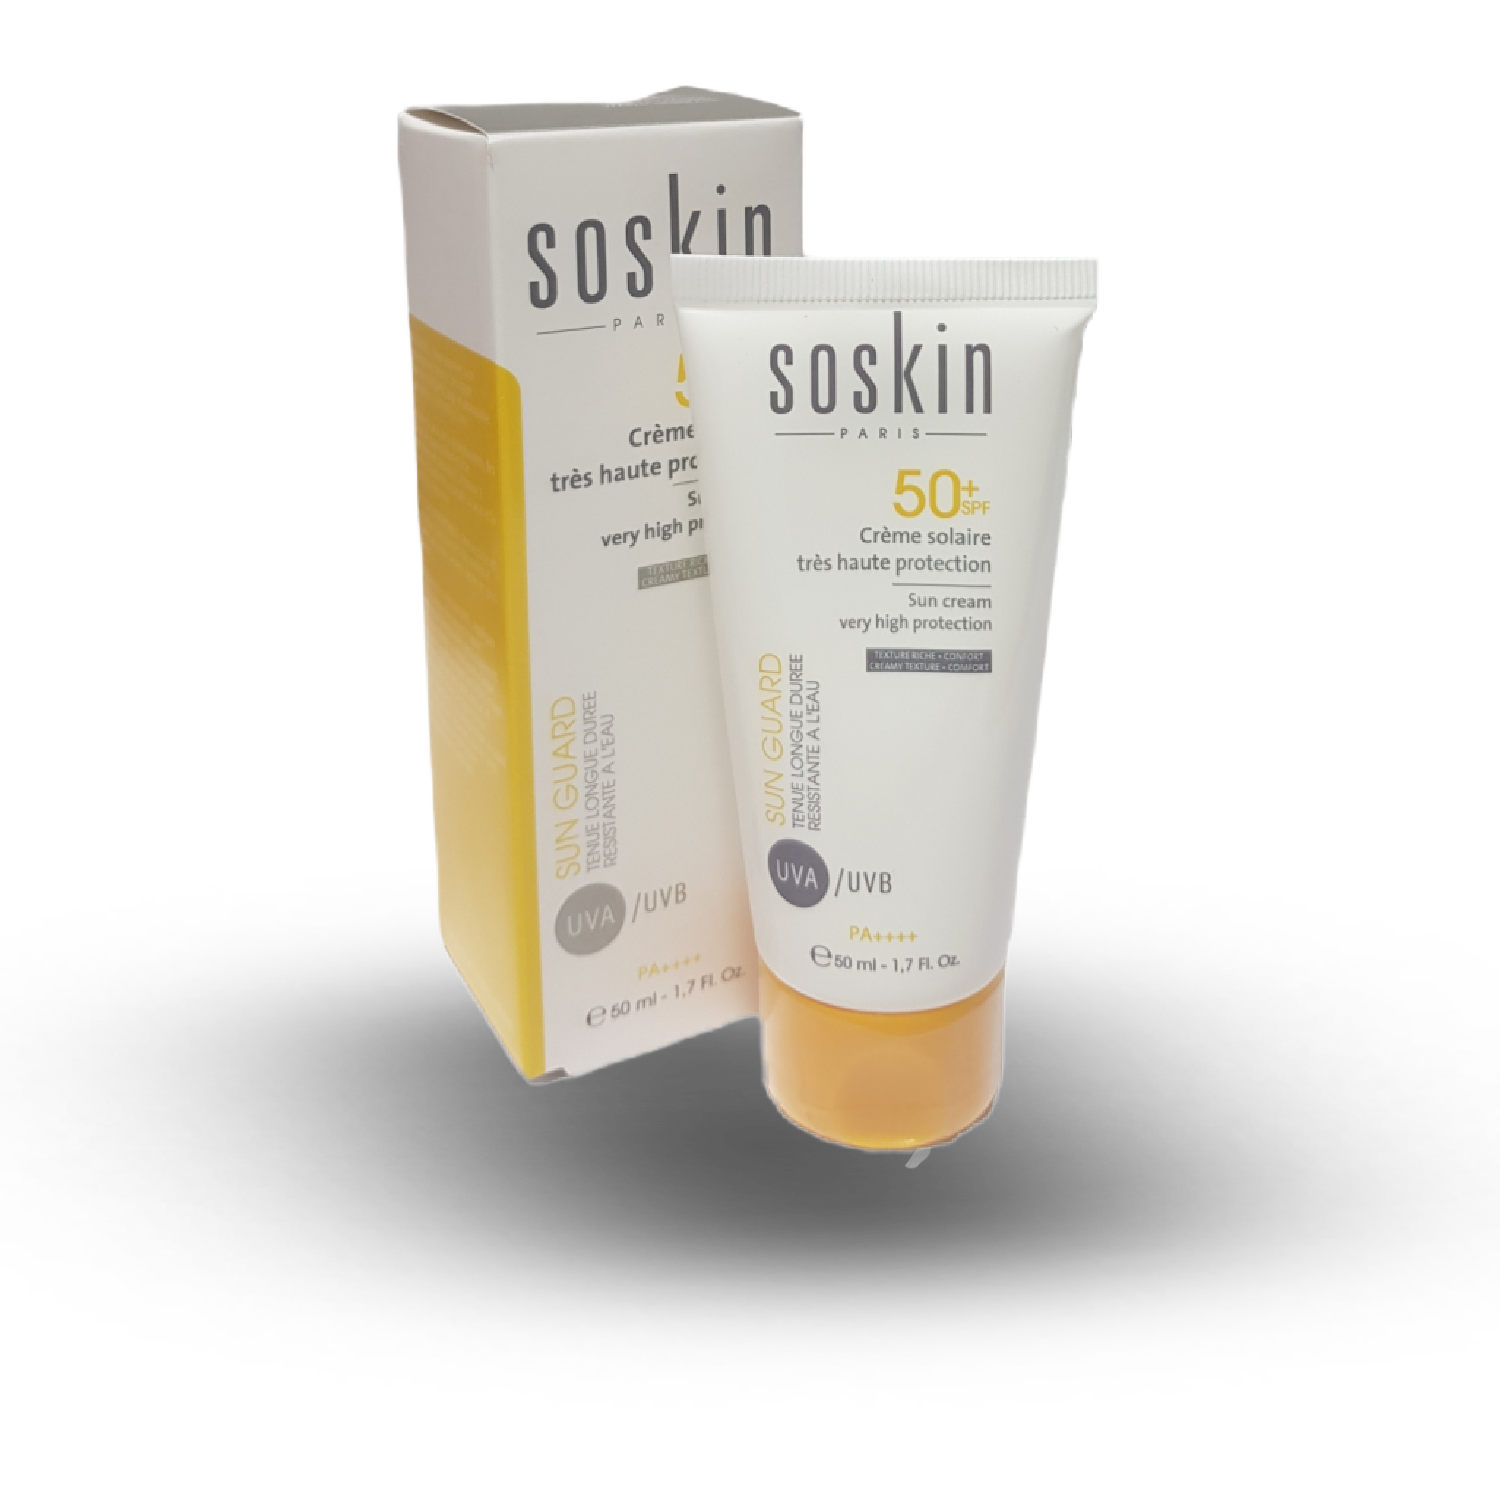 soskin
PAR
Crème
très haute
very high
SUN GUARD
TENUE LONGUE DUREE
RESISTANTE A L'EAU
UVA /UVB
PA++++
e 50 ml - 1,7 Fl. Oz.
soskin
PARIS
50+ SPF
Crème solaire
très haute protection
Sun cream
very high protection
TEXTURE RICHE • CONFORT
CREAMY TEXTURE • COMFORT
SUN GUARD
TENUE LONGUE DUREE
RESISTANTE A L'EAU
UVA /UVB
PA++++
e 50 ml - 1,7 Fl. Oz.